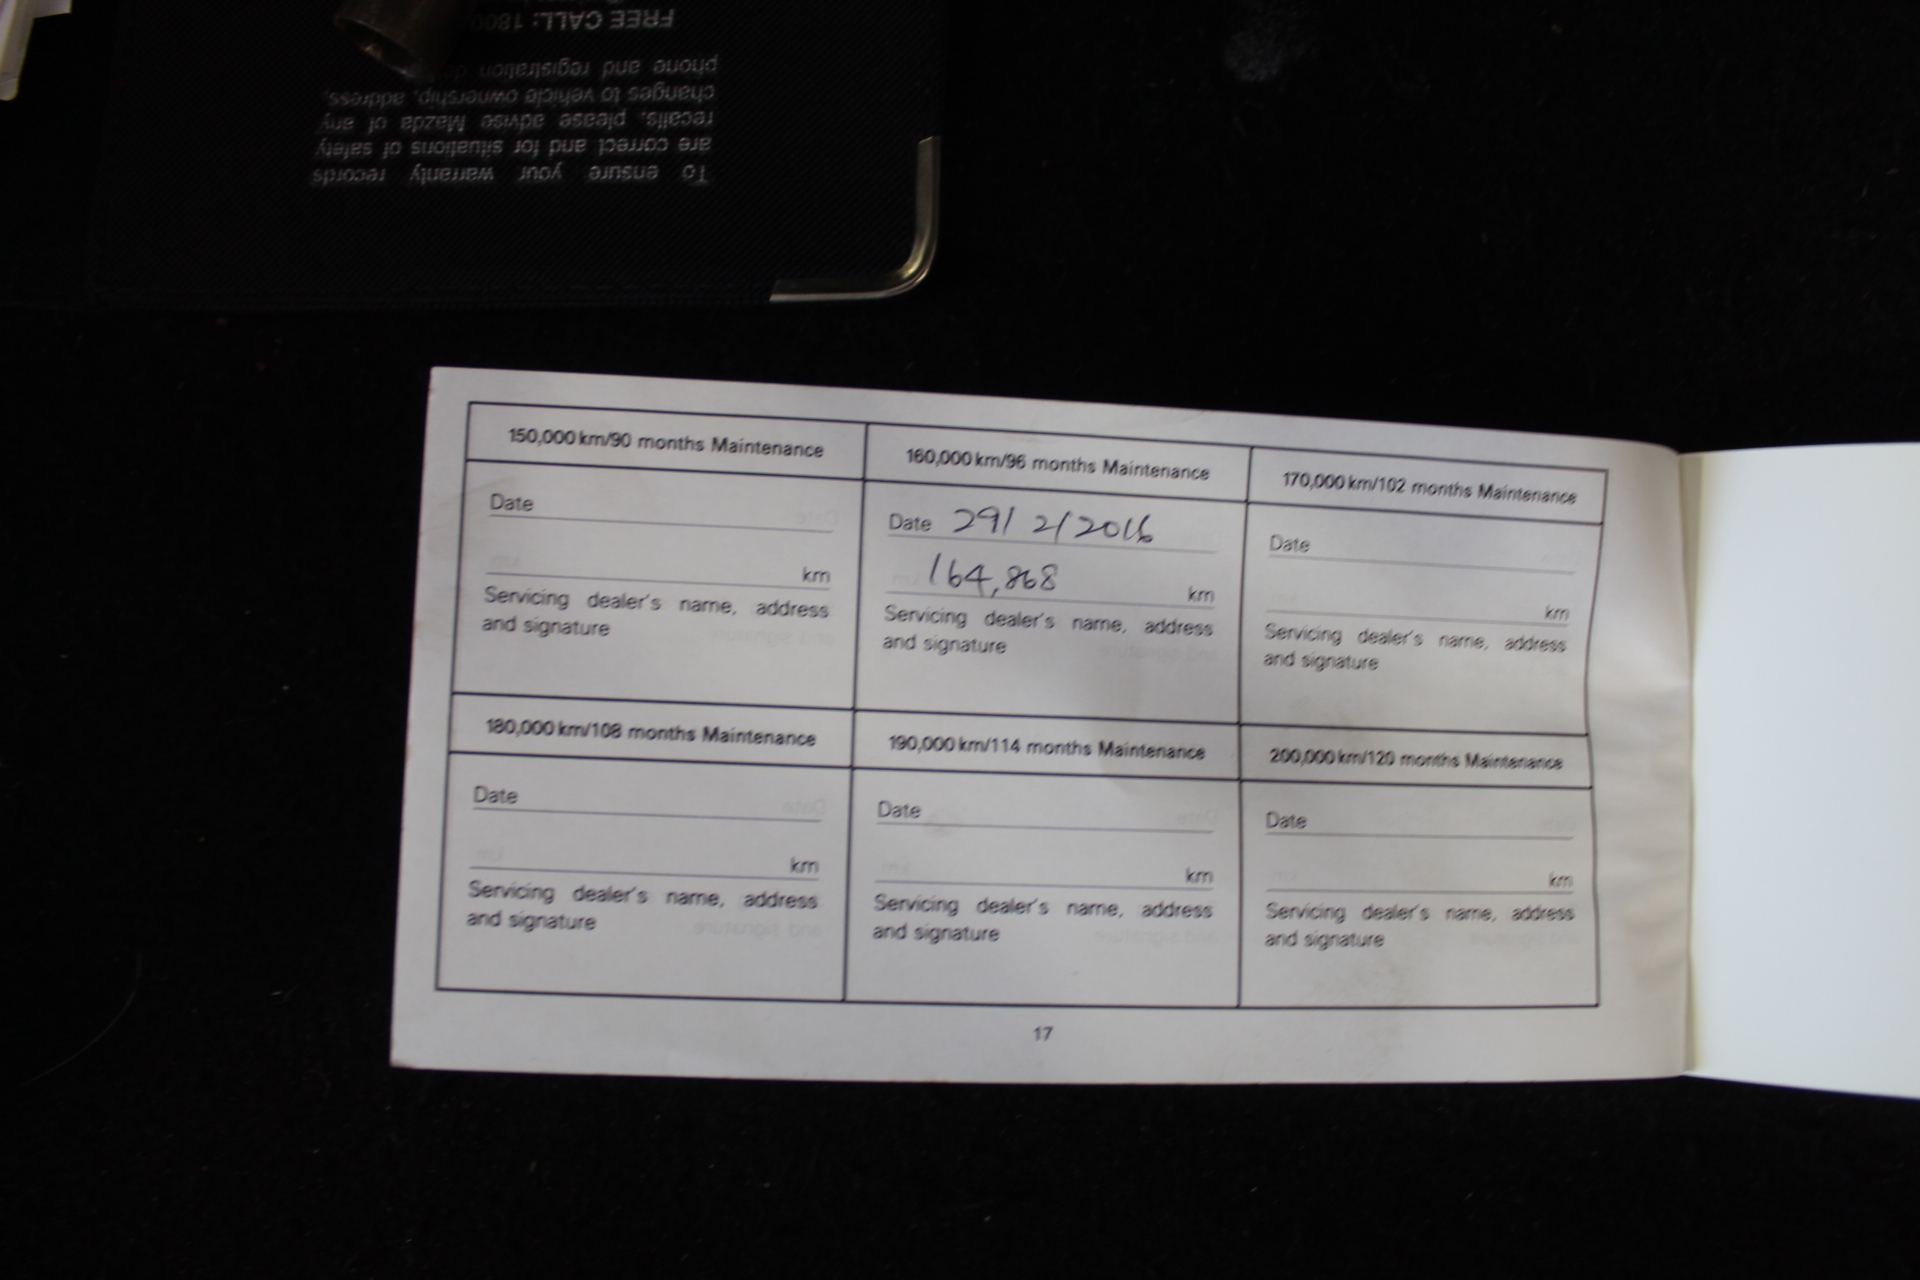 To ensure your warranty records
are correct and for situations of safety
recalls, please advise Mazda of any
changes to vehicle ownership, address,
phone and registration
FREE CALL: 1800
150,000 km/90 months Maintenance
Date
km
Servicing dealer's name, address
and signature
160,000 km/96 months Maintenance
Date 29/2/2016
164,868 km
Servicing dealer's name, address
and signature
170,000 km/102 months Maintenance
Date
km
Servicing dealer's name, address
and signature
180,000 km/108 months Maintenance
Date
km
Servicing dealer's name, address
and signature
190,000 km/114 months Maintenance
Date
km
Servicing dealer's name, address
and signature
200,000 km/120 months Maintenance
Date
km
Servicing dealer's name, address
and signature
17